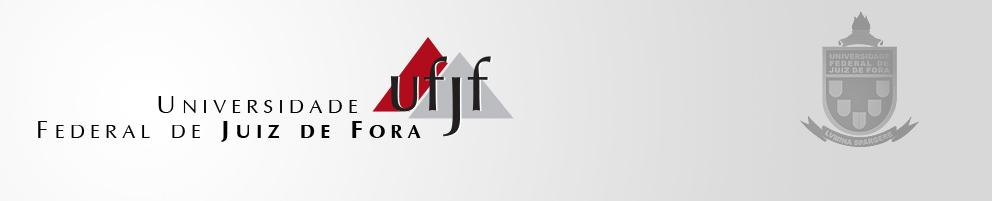 UNIVERSIDADE
FEDERAL DE JUIZ DE FORA
ufjf
UNIVERSIDADE
FEDERAL DE
JUIZ DE FORA
LUMINA SPARGERE